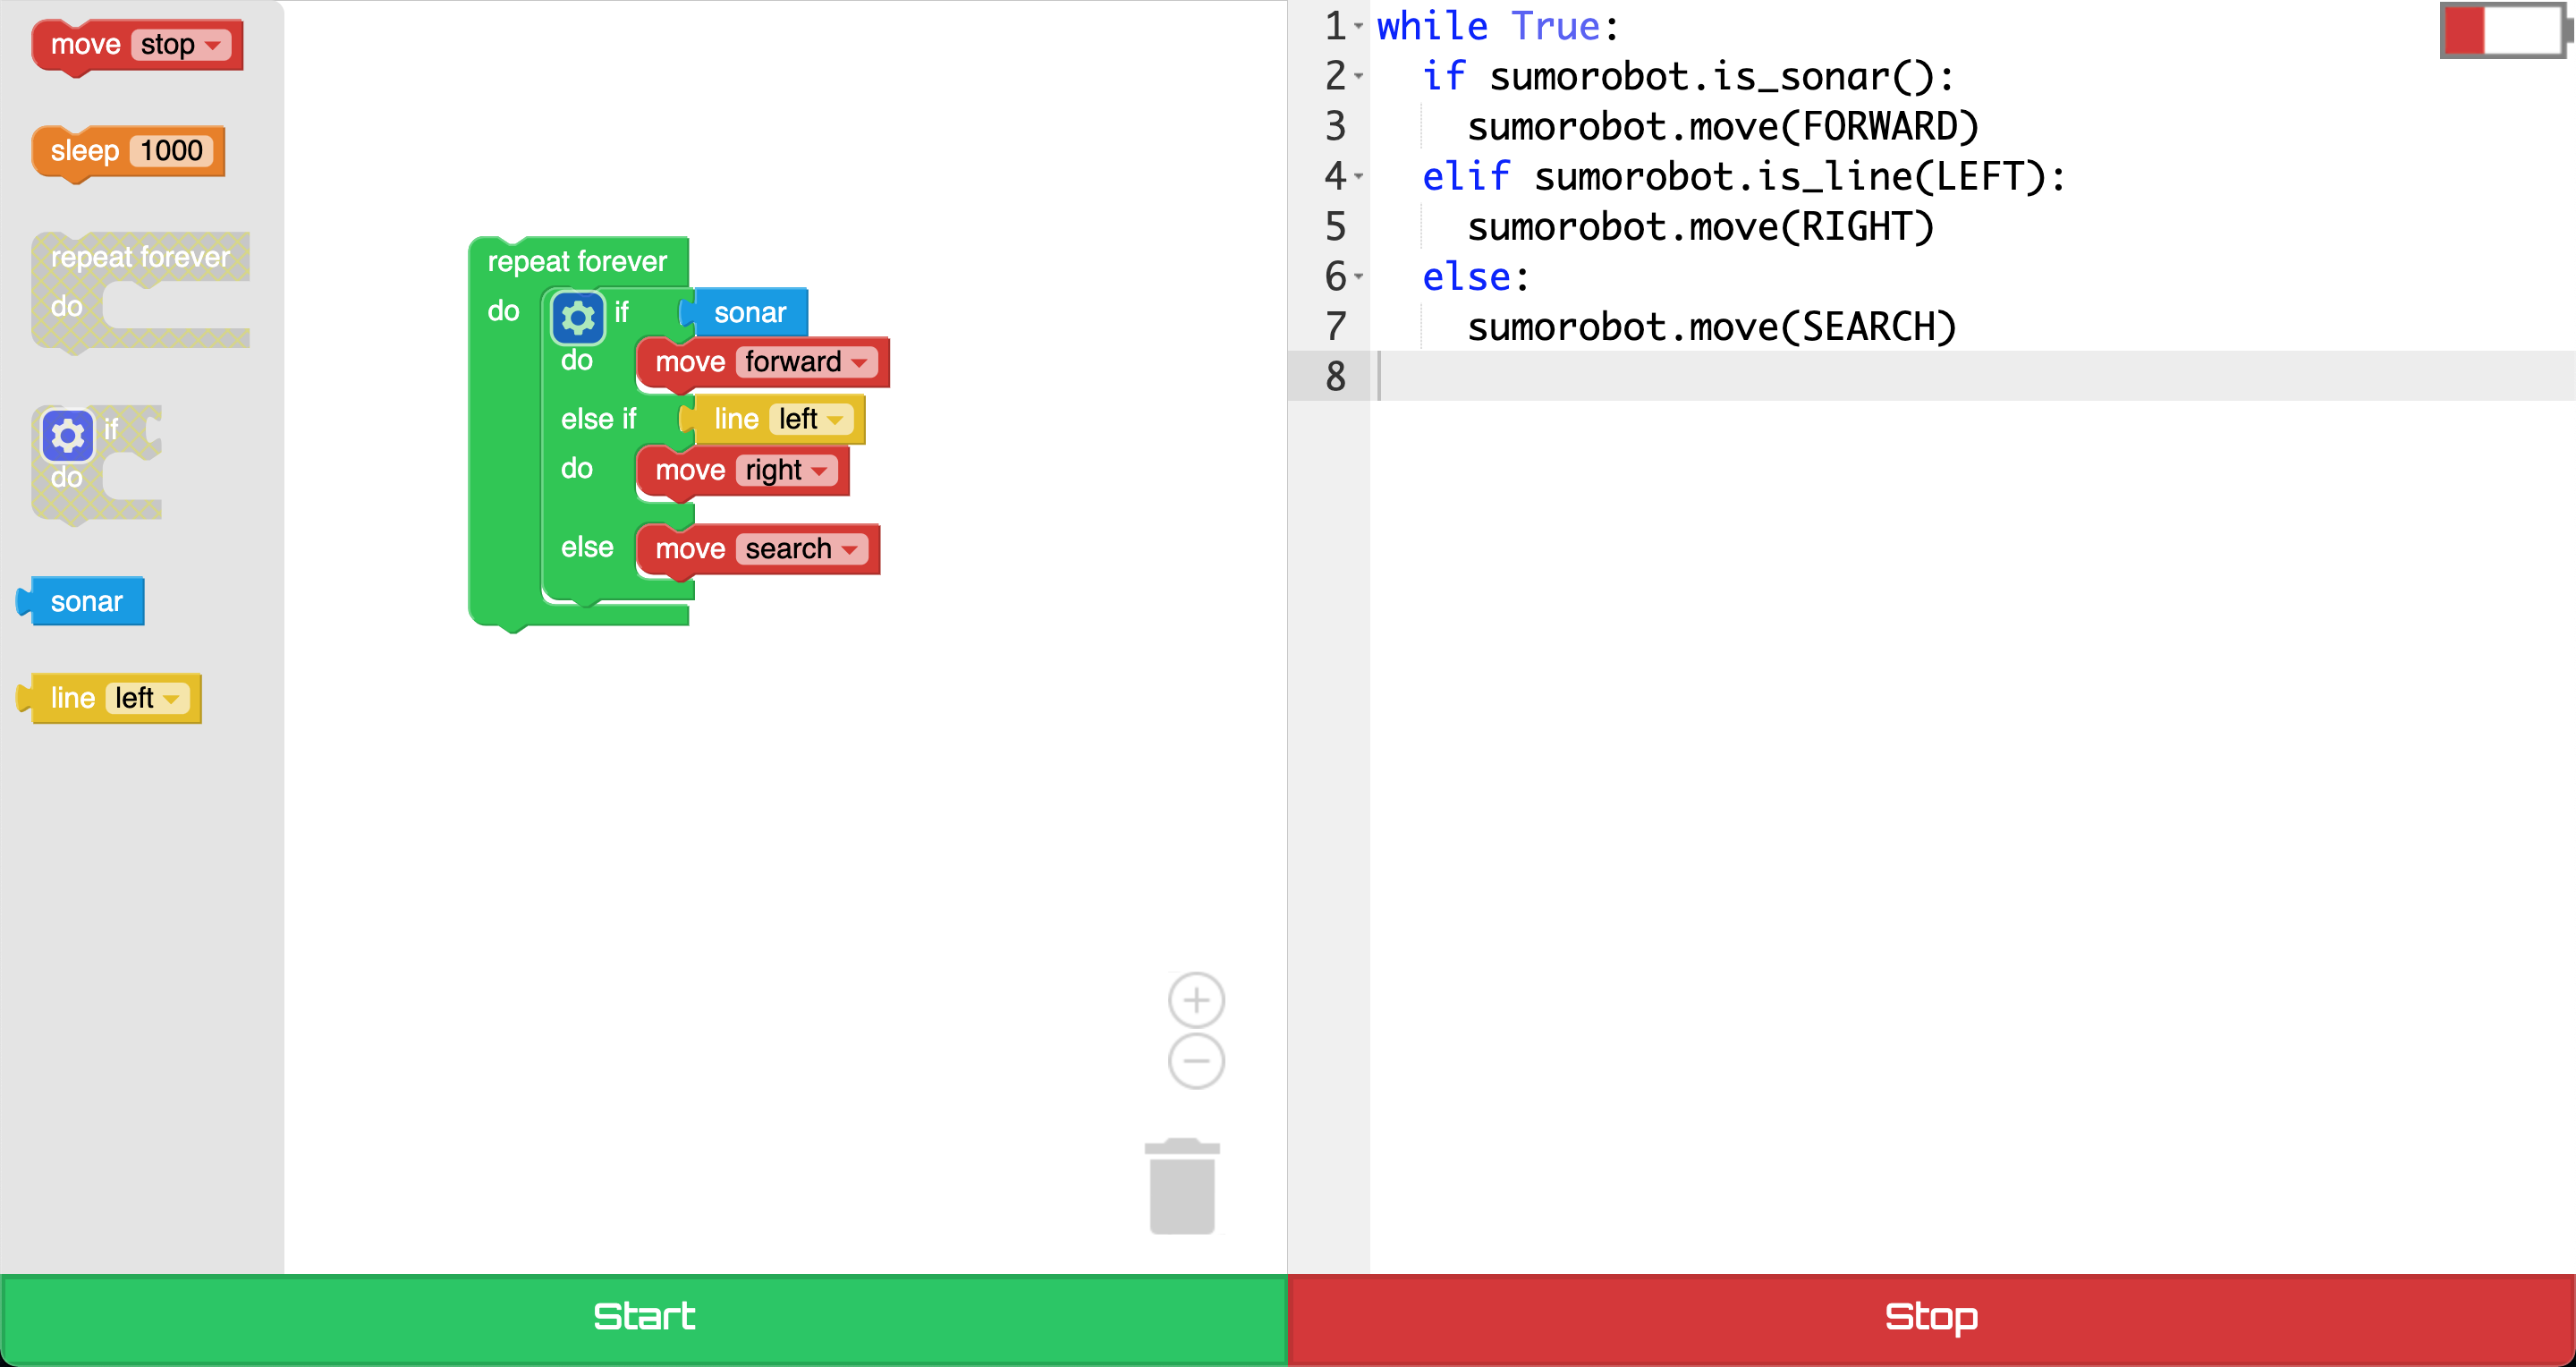 move stop
sleep 1000
repeat forever
do
if
do
sonar
line left
repeat forever
do if sonar
do move forward
else if line left
do move right
else move search
1 while True:
2 if sumorobot.is_sonar():
3 sumorobot.move(FORWARD)
4 elif sumorobot.is_line(LEFT):
5 sumorobot.move(RIGHT)
6 else:
7 sumorobot.move(SEARCH)
8
Start
Stop